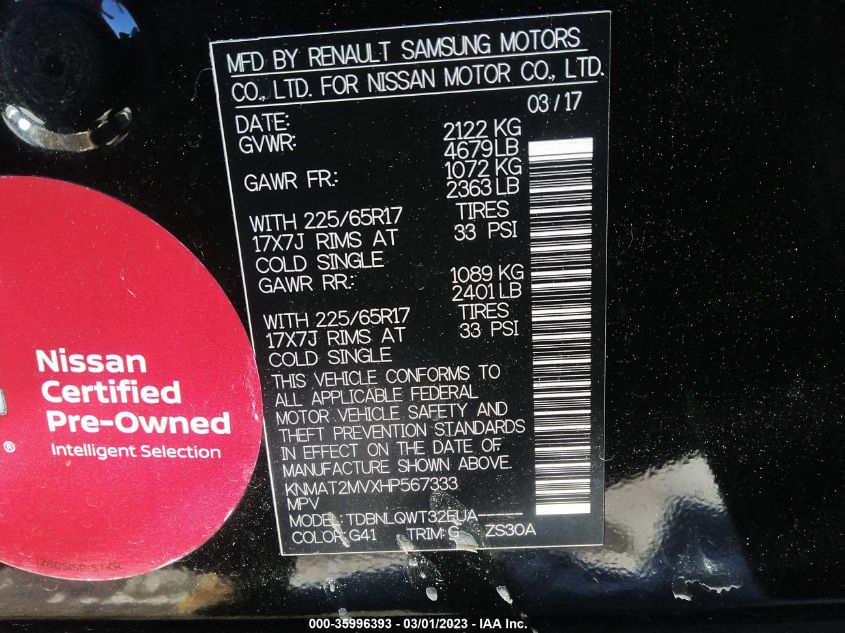 MFD BY RENAULT SAMSUNG MOTORS
CO., LTD. FOR NISSAN MOTOR CO., LTD.
DATE: 03/17
GVWR: 2122 KG
4679 LB
GAWR FR.: 1072 KG
2363 LB
WITH 225/65R17 TIRES
17X7J RIMS AT 33 PSI
COLD SINGLE
GAWR RR.: 1089 KG
2401 LB
WITH 225/65R17 TIRES
17X7J RIMS AT 33 PSI
COLD SINGLE
THIS VEHICLE CONFORMS TO
ALL APPLICABLE FEDERAL
MOTOR VEHICLE SAFETY AND
THEFT PREVENTION STANDARDS
IN EFFECT ON THE DATE OF
MANUFACTURE SHOWN ABOVE.
KNMAT2MVXHP567333
MPV
MODEL: TDBNLQWT32EUA-----
COLOR: G41 TRIM: G ZS30A
Nissan
Certified
Pre-Owned
® Intelligent Selection
000-35996393 - 03/01/2023 - IAA Inc.